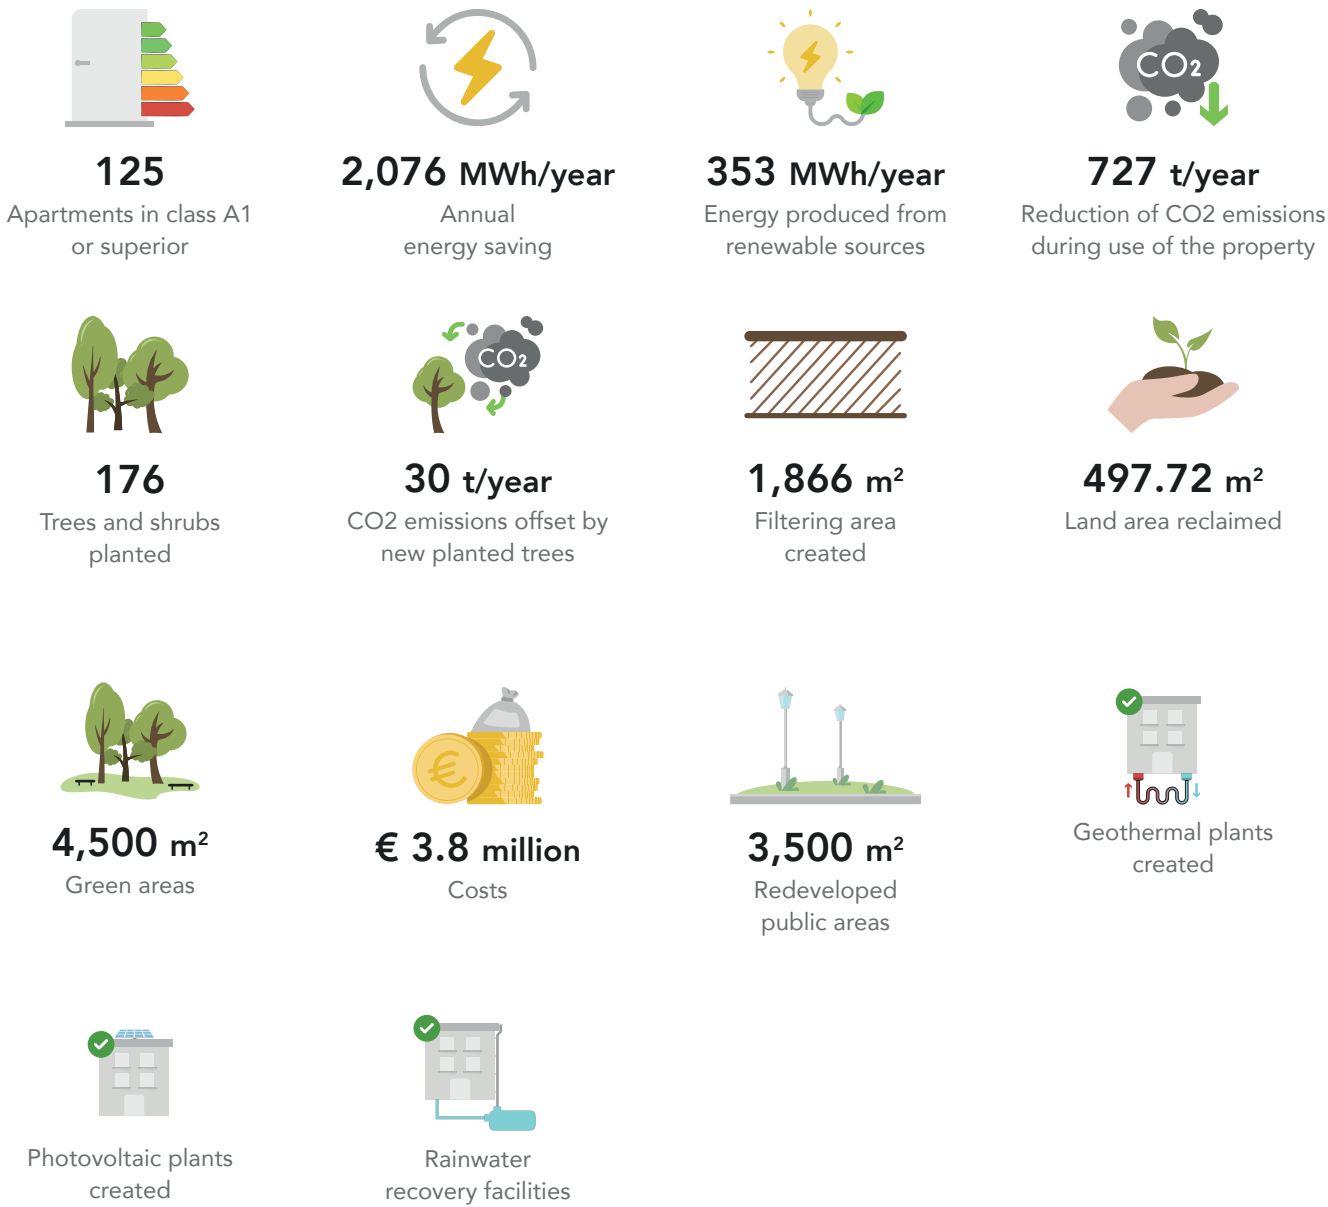 CO2
125
Apartments in class A1
or superior
2,076 MWh/year
Annual
energy saving
353 MWh/year
Energy produced from
renewable sources
727 t/year
Reduction of CO2 emissions
during use of the property
CO2
176
Trees and shrubs
planted
30 t/year
CO2 emissions offset by
new planted trees
1,866 m²
Filtering area
created
497.72 m²
Land area reclaimed
€
4,500 m²
Green areas
€ 3.8 million
Costs
3,500 m²
Redeveloped
public areas
Geothermal plants
created
Photovoltaic plants
created
Rainwater
recovery facilities